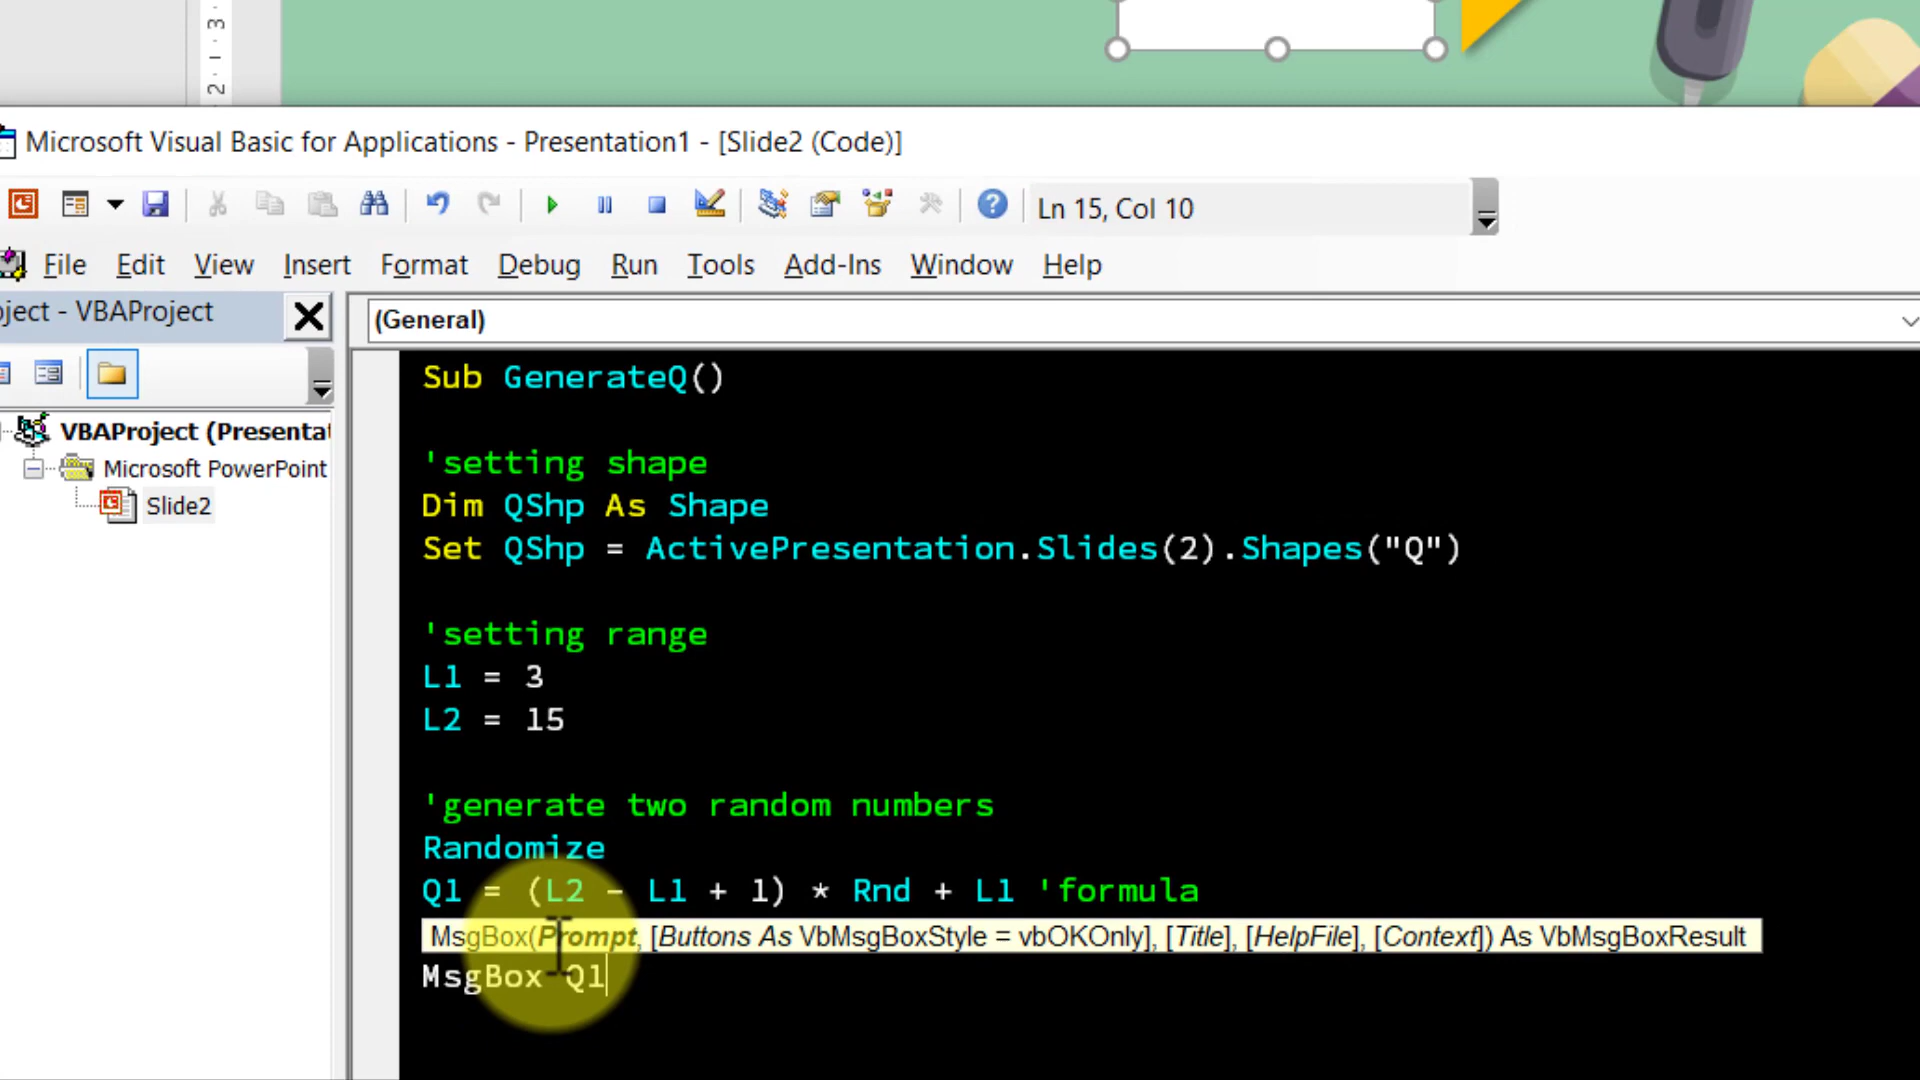 3
1
2
Microsoft Visual Basic for Applications - Presentation1 - [Slide2 (Code)]
Ln 15, Col 10
File Edit View Insert Format Debug Run Tools Add-Ins Window Help
ject - VBAProject
(General)
VBAProject (Presentat
Microsoft PowerPoint
Slide2
Sub GenerateQ()
'setting shape
Dim QShp As Shape
Set QShp = ActivePresentation.Slides(2).Shapes("Q")
'setting range
L1 = 3
L2 = 15
'generate two random numbers
Randomize
Q1 = (L2 - L1 + 1) * Rnd + L1 'formula
MsgBox(Prompt, [Buttons As VbMsgBoxStyle = vbOKOnly], [Title], [HelpFile], [Context]) As VbMsgBoxResult
MsgBox Q1